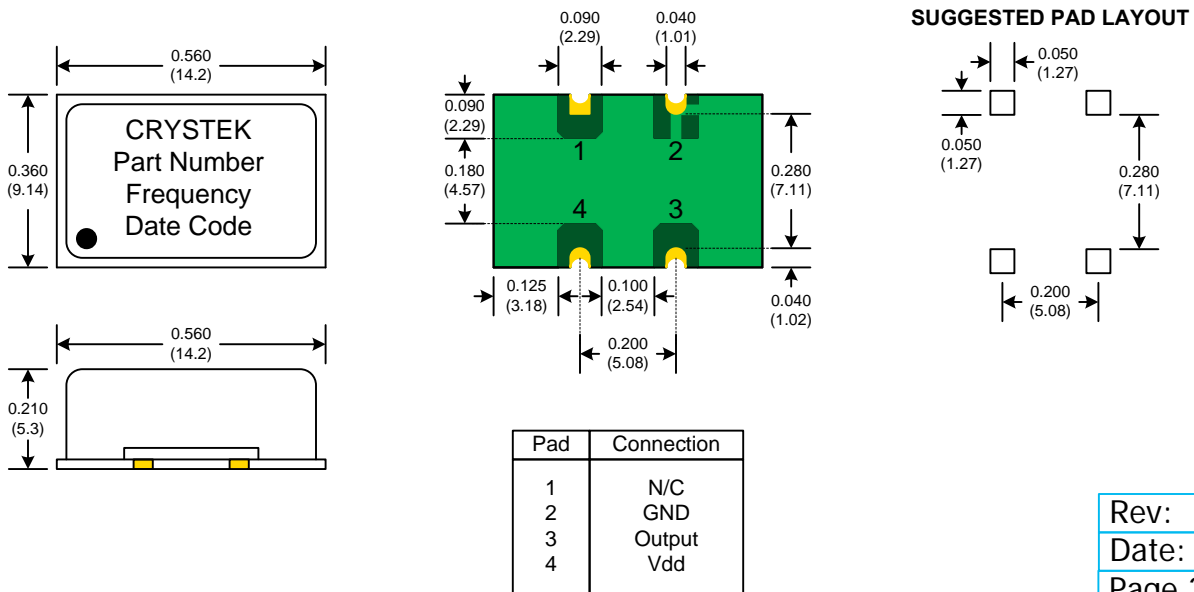 0.560
(14.2)
0.360
(9.14)
CRYSTEK
Part Number
Frequency
Date Code
0.560
(14.2)
0.210
(5.3)
0.090
(2.29)
0.040
(1.01)
0.090
(2.29)
0.180
(4.57)
1
2
4
3
0.280
(7.11)
0.125
(3.18)
0.100
(2.54)
0.040
(1.02)
0.200
(5.08)
SUGGESTED PAD LAYOUT
0.050
(1.27)
0.050
(1.27)
0.280
(7.11)
0.200
(5.08)
Pad Connection
1 N/C
2 GND
3 Output
4 Vdd
Rev:
Date:
Page